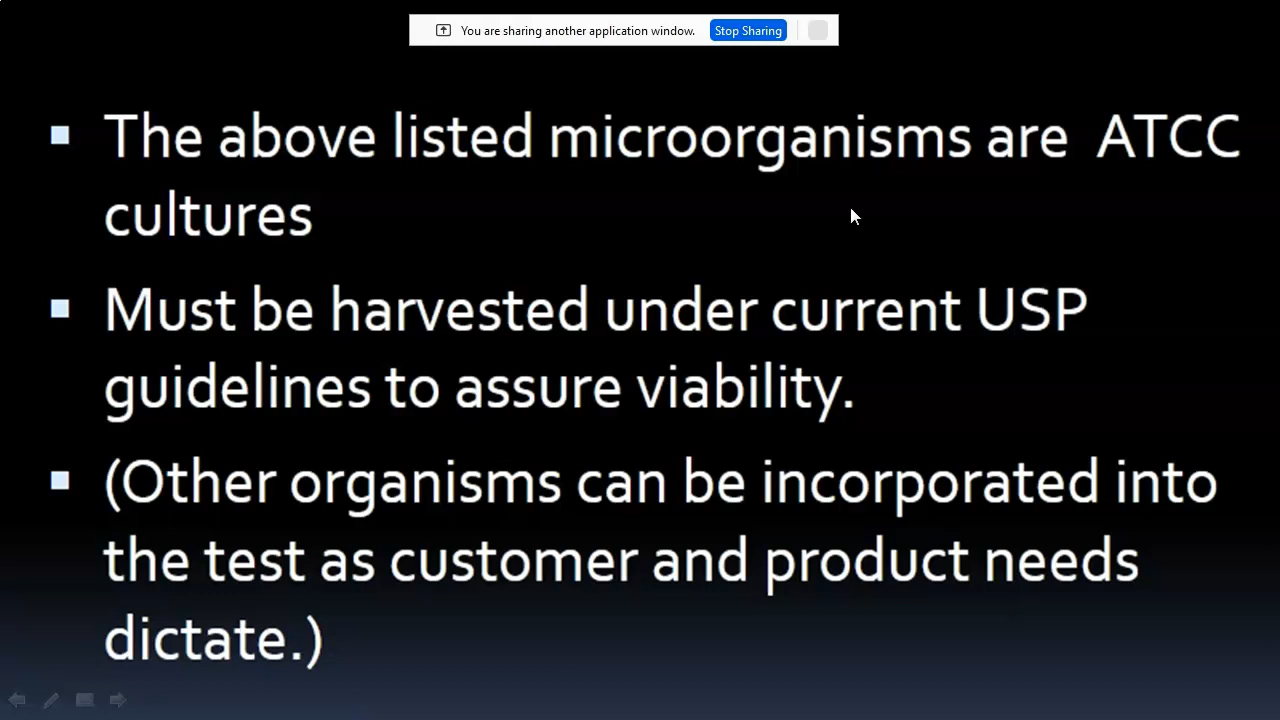 You are sharing another application window. Stop Sharing
The above listed microorganisms are ATCC
cultures
Must be harvested under current USP
guidelines to assure viability.
(Other organisms can be incorporated into
the test as customer and product needs
dictate.)